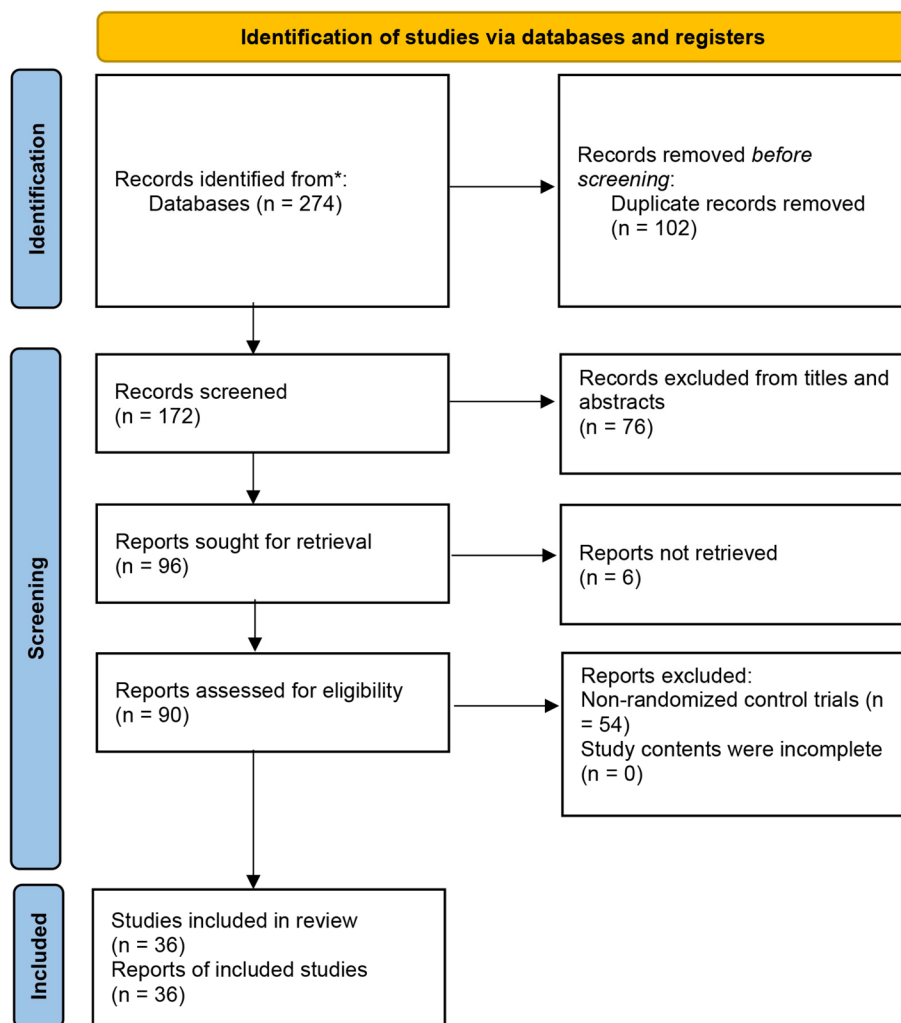 Identification of studies via databases and registers
Identification
Records identified from*:
Databases (n = 274)
Records removed before
screening:
Duplicate records removed
(n = 102)
Screening
Records screened
(n = 172)
Records excluded from titles and
abstracts
(n = 76)
Reports sought for retrieval
(n = 96)
Reports not retrieved
(n = 6)
Reports assessed for eligibility
(n = 90)
Reports excluded:
Non-randomized control trials (n
= 54)
Study contents were incomplete
(n = 0)
Included
Studies included in review
(n = 36)
Reports of included studies
(n = 36)